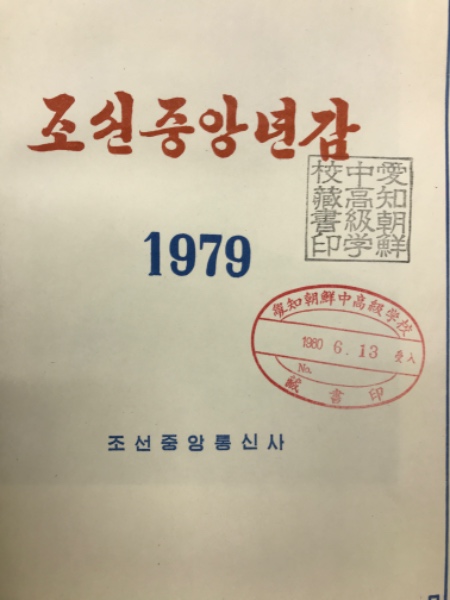 조선중앙년감
愛知朝鮮
中高級学
校蔵書印
1979
愛知朝鮮中高級学校
1980 6.13 受入
No.
蔵書印
조선중앙통신사